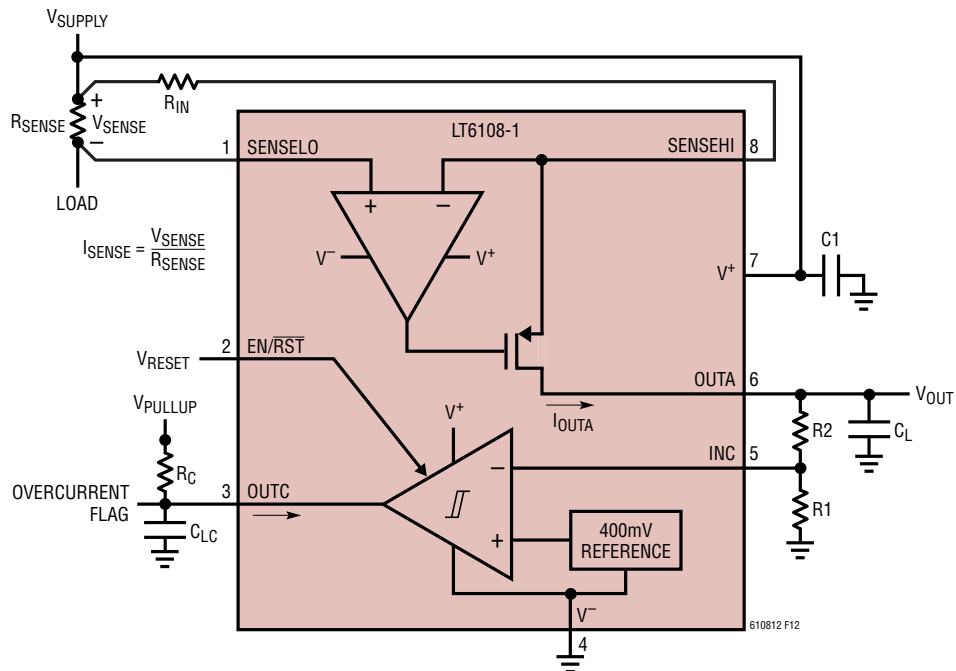 VSUPPLY
RSENSE
+
VSENSE
−
RIN
LOAD
ISENSE = VSENSE
RSENSE
LT6108-1
1
SENSELO
SENSEHI
8
+
−
V−
V+
V+
7
C1
2
EN/RST
VRESET
VPULLUP
RC
OVERCURRENT
FLAG
3
OUTC
CLC
OUTA
6
VOUT
IOUTA
R2
CL
V+
INC
5
−
+
R1
400mV
REFERENCE
V−
4
610812 F12